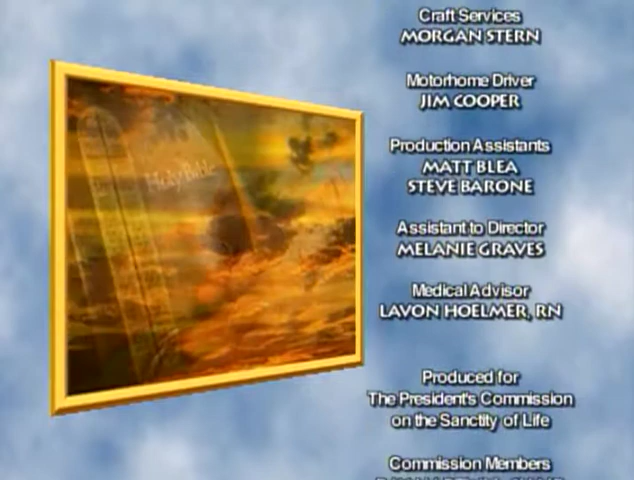 Craft Services
MORGAN STERN
Motorhome Driver
JIM COOPER
Production Assistants
MATT BLEA
STEVE BARONE
Assistant to Director
MELANIE GRAVES
Medical Advisor
LAVON HOELMER, RN
Produced for
The President's Commission
on the Sanctity of Life
Commission Members
Holy Bible